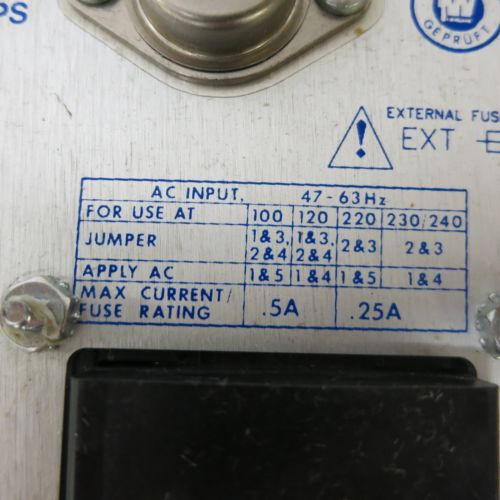 PS
GEPRÜFT
EXTERNAL FUS
EXT
AC INPUT, 47-63Hz
FOR USE AT 100 120 220 230/240
JUMPER 1&3, 2&4 1&3, 2&4 2&3 2&3
APPLY AC 1&5 1&4 1&5 1&4
MAX CURRENT/ FUSE RATING .5A .25A